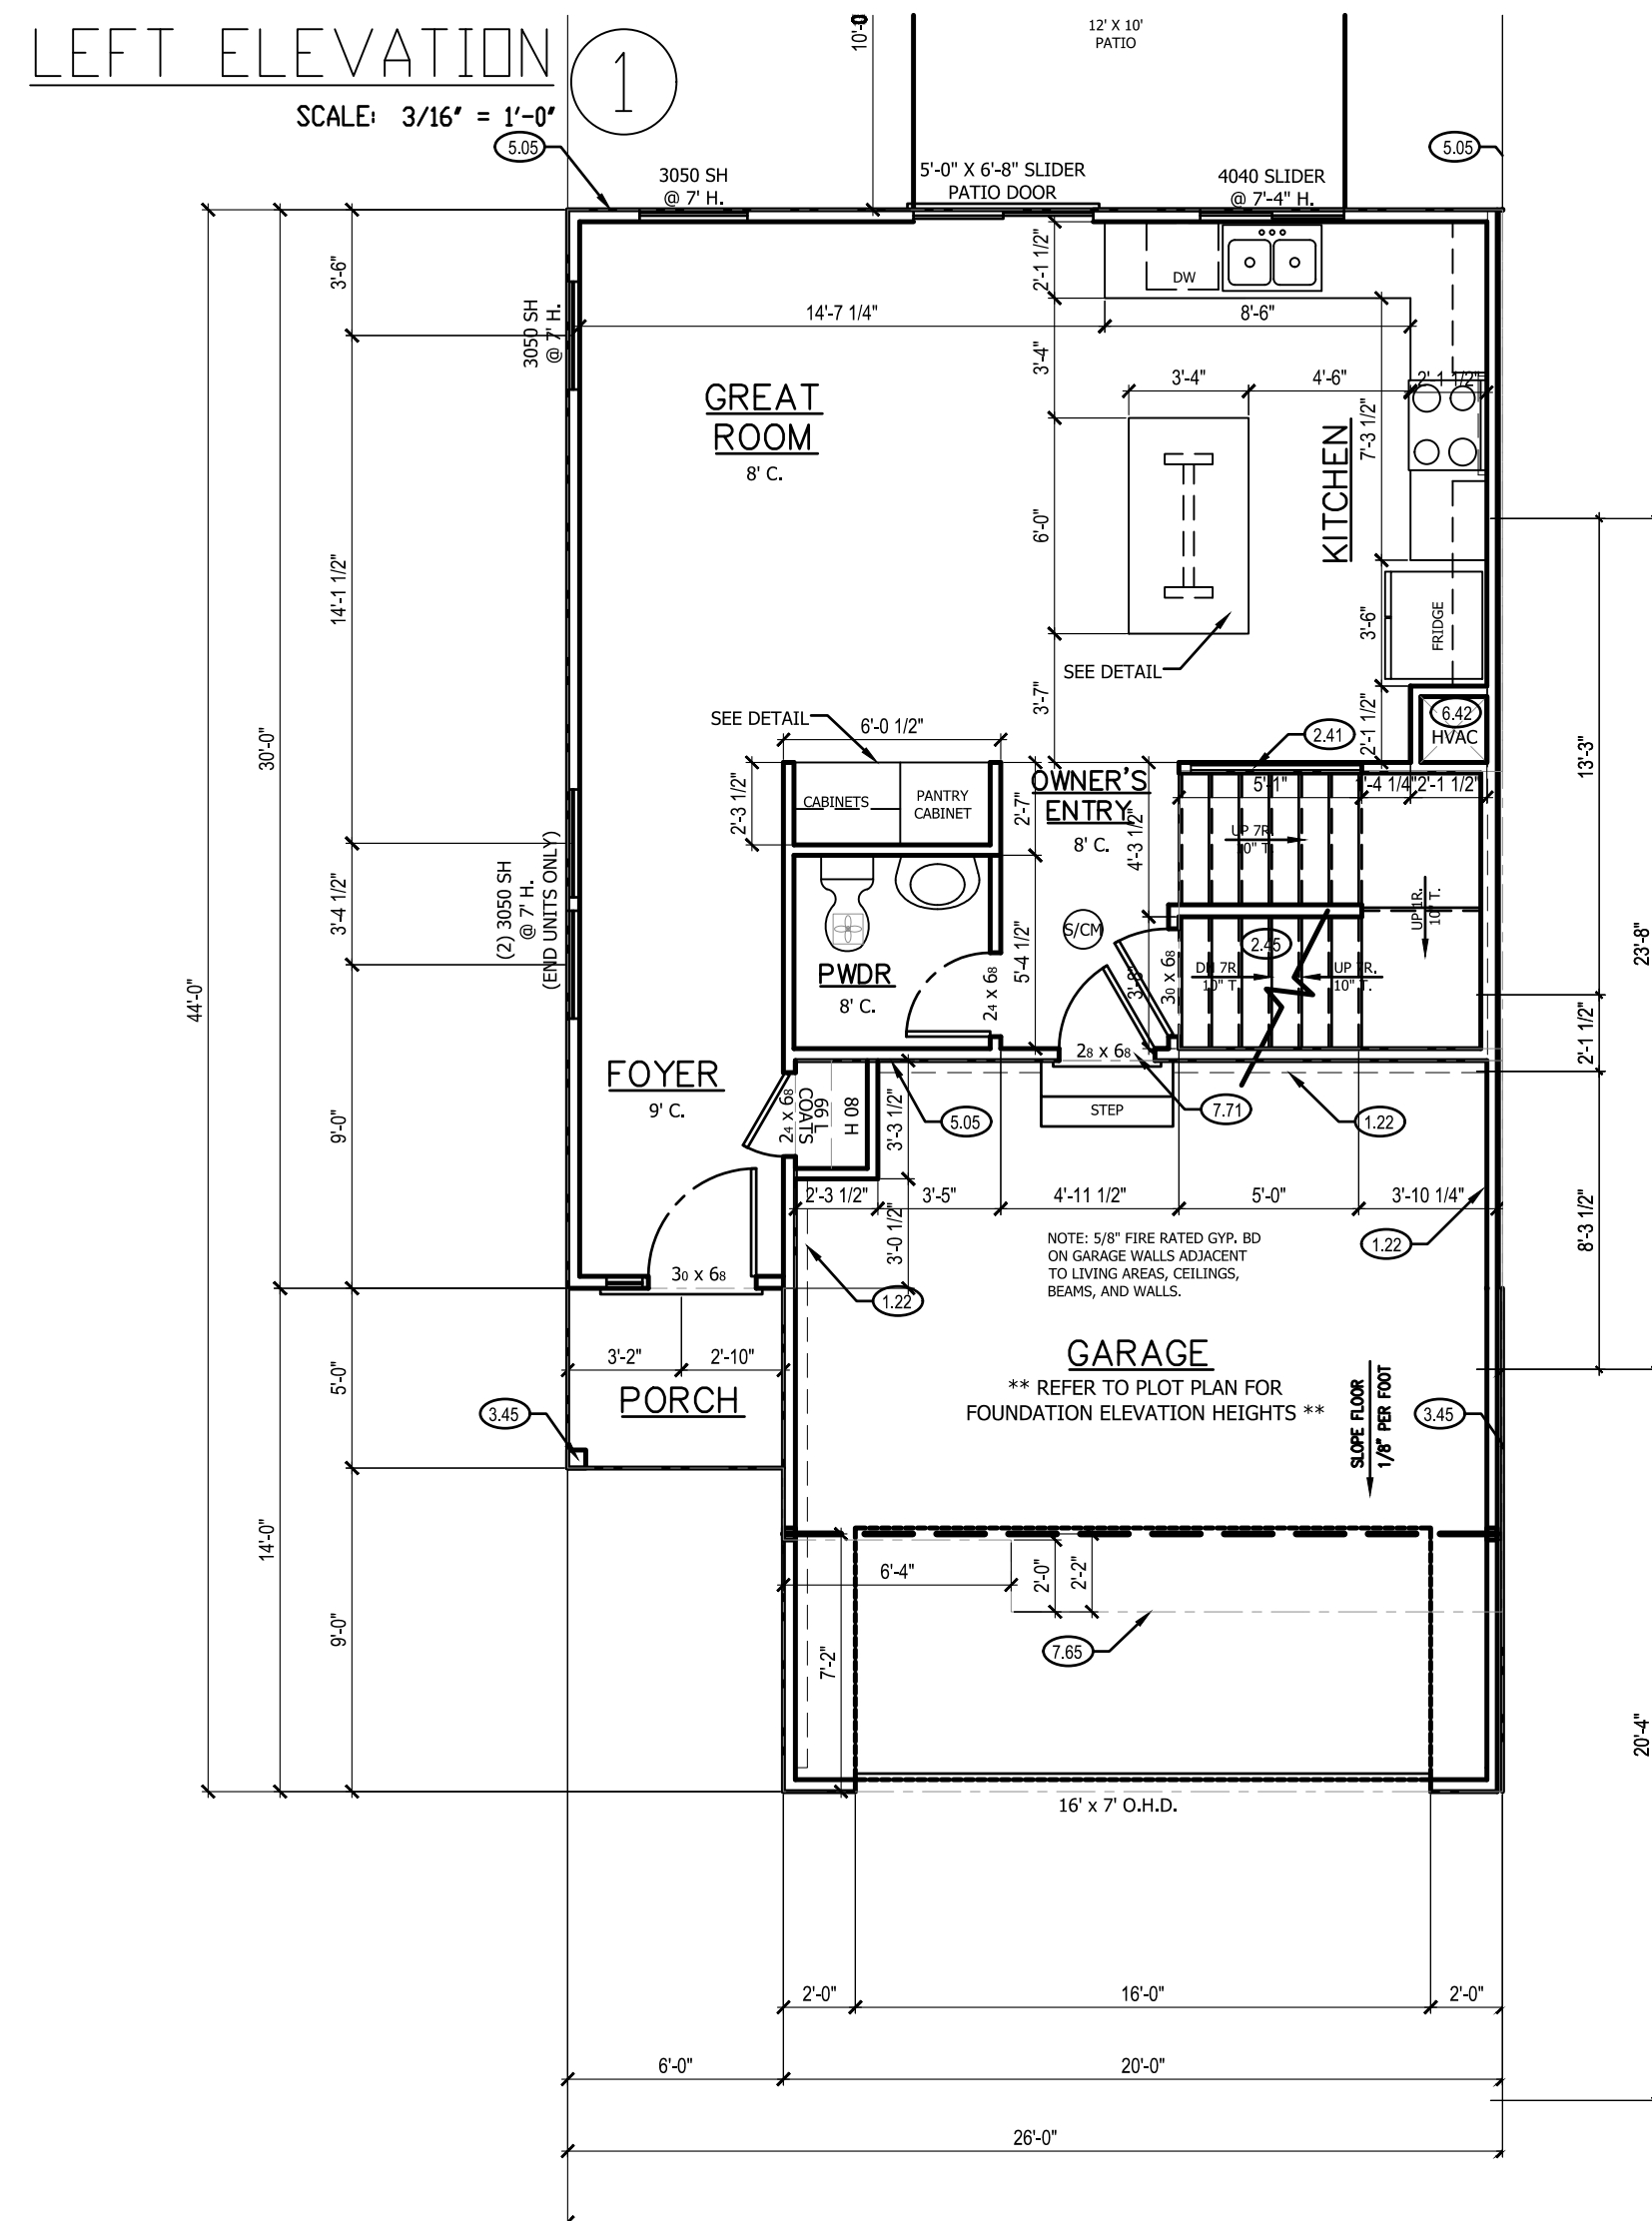 LEFT ELEVATION
1
SCALE: 3/16" = 1'-0"
12' X 10'
PATIO
5.05
5.05
3050 SH
@ 7' H.
5'-0" X 6'-8" SLIDER
PATIO DOOR
4040 SLIDER
@ 7'-4" H.
3'-6"
2'-1 1/2"
DW
3050 SH
@ 7' H.
14'-7 1/4"
8'-6"
3'-4"
3'-4"
4'-6"
2'-1 1/2"
GREAT
ROOM
8' C.
7'-3 1/2"
KITCHEN
6'-0"
14'-1 1/2"
3'-6"
FRIDGE
SEE DETAIL
3'-7"
2'-1 1/2"
6.42
HVAC
SEE DETAIL
6'-0 1/2"
2.41
30'-0"
13'-3"
OWNER'S
ENTRY
8' C.
5'-1"
2'-1 1/2"
2'-3 1/2"
CABINETS
PANTRY
CABINET
2'-7"
4'-3 1/2"
UP 7R.
10" T.
UP 1R.
10" T.
(2) 3050 SH
@ 7' H.
(END UNITS ONLY)
3'-4 1/2"
S/CM
2.45
23'-8"
PWDR
8' C.
24 x 68
5'-4 1/2"
30 x 68
DN 7R.
10" T.
UP 7R.
10" T.
44'-0"
2'-1 1/2"
28 x 68
FOYER
9' C.
24 x 68
COATS
66 L
80 H
3'-3 1/2"
5.05
STEP
7.71
1.22
9'-0"
2'-3 1/2"
3'-5"
4'-11 1/2"
5'-0"
3'-10 1/4"
8'-3 1/2"
3'-0 1/2"
NOTE: 5/8" FIRE RATED GYP. BD
ON GARAGE WALLS ADJACENT
TO LIVING AREAS, CEILINGS,
BEAMS, AND WALLS.
1.22
30 x 68
1.22
3'-2"
2'-10"
GARAGE
5'-0"
PORCH
** REFER TO PLOT PLAN FOR
FOUNDATION ELEVATION HEIGHTS **
SLOPE FLOOR
1/8" PER FOOT
3.45
3.45
14'-0"
6'-4"
2'-0"
2'-2"
9'-0"
7'-2"
7.65
20'-4"
16' x 7' O.H.D.
2'-0"
16'-0"
2'-0"
6'-0"
20'-0"
26'-0"